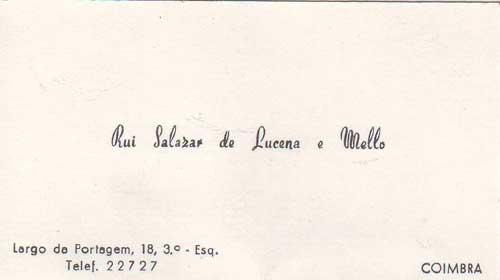 Rui Salazar de Lucena e Mello
Largo da Portagem, 18, 3.º - Esq.
Telef. 22727
COIMBRA